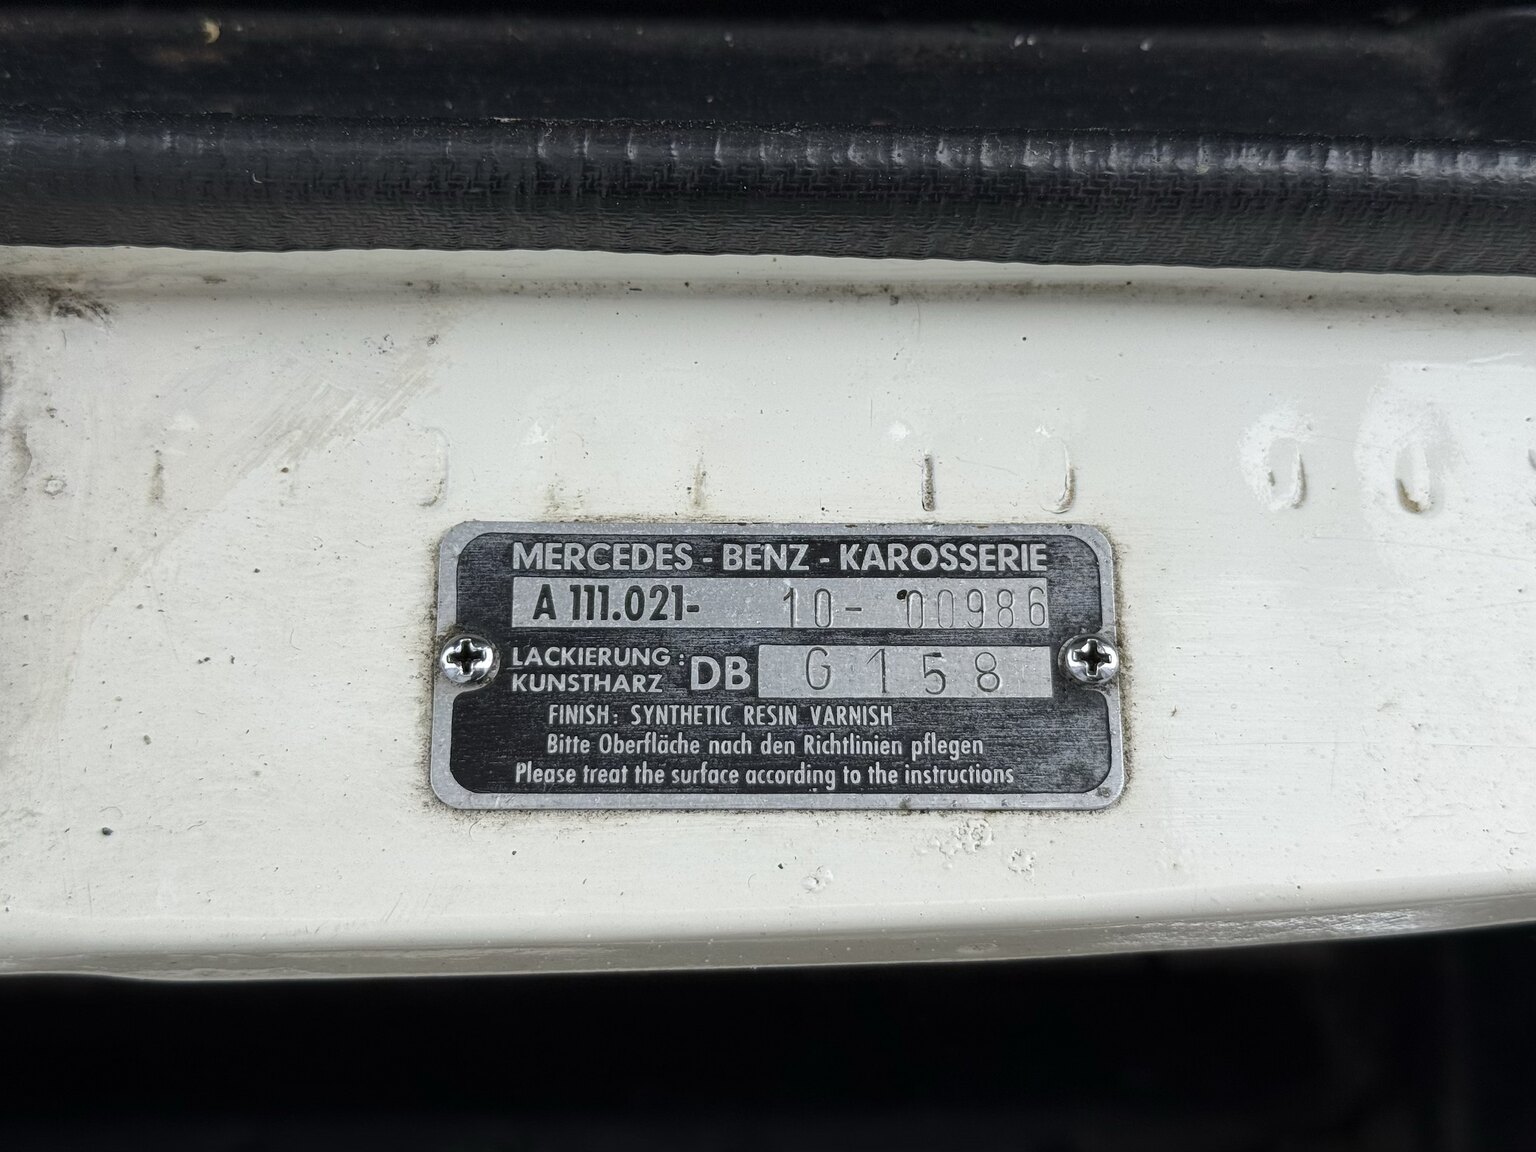 MERCEDES - BENZ - KAROSSERIE
A 111.021- 10- 00986
LACKIERUNG :
KUNSTHARZ DB G 158
FINISH: SYNTHETIC RESIN VARNISH
Bitte Oberfläche nach den Richtlinien pflegen
Please treat the surface according to the instructions